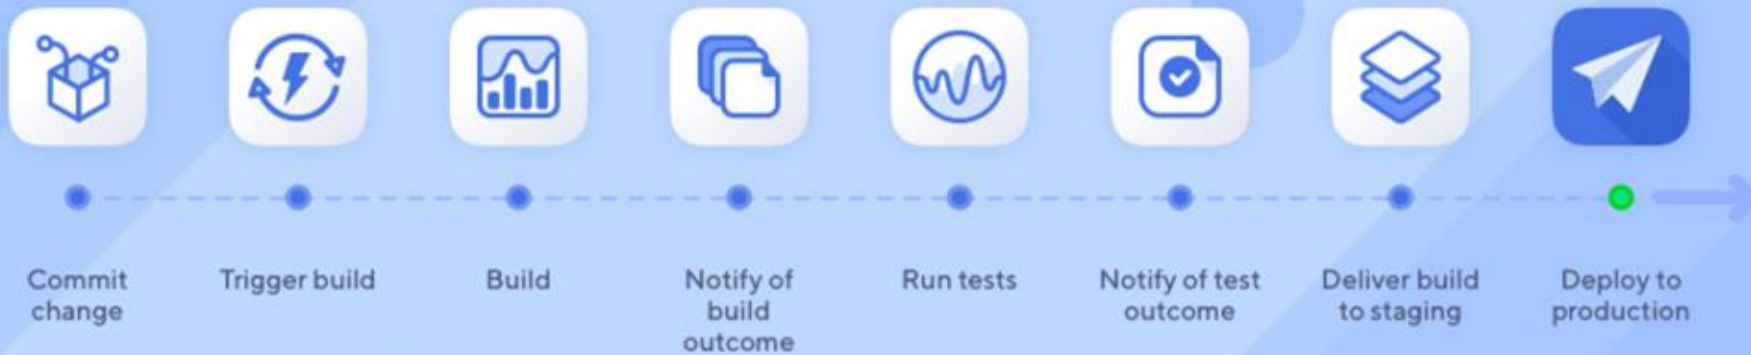 Commit
change
Trigger build
Build
Notify of
build
outcome
Run tests
Notify of test
outcome
Deliver build
to staging
Deploy to
production